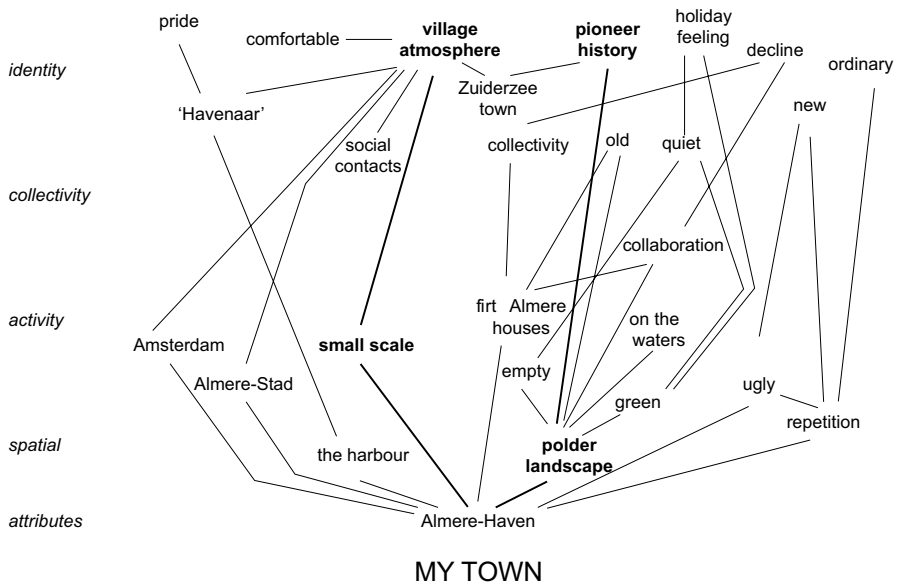 pride
comfortable
village
atmosphere
pioneer
history
holiday
feeling
decline
ordinary
identity
Zuiderzee
town
'Havenaar'
new
social
contacts
collectivity
old
quiet
collectivity
collaboration
firt Almere
houses
on the
waters
activity
Amsterdam
small scale
Almere-Stad
empty
green
ugly
repetition
spatial
the harbour
polder
landscape
attributes
Almere-Haven
MY TOWN